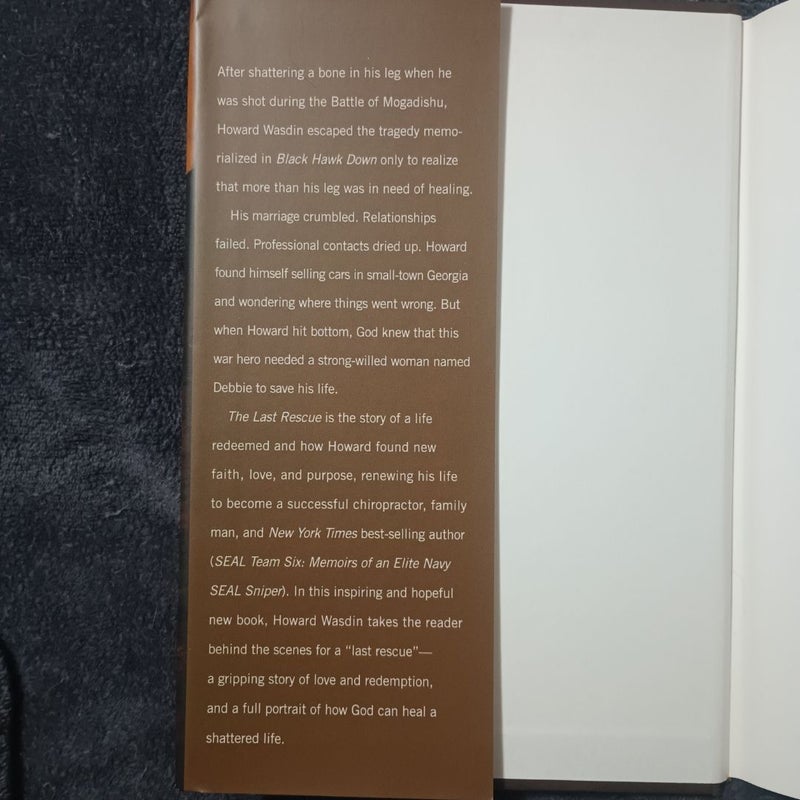 After shattering a bone in his leg when he
was shot during the Battle of Mogadishu,
Howard Wasdin escaped the tragedy memo-
rialized in Black Hawk Down only to realize
that more than his leg was in need of healing.
His marriage crumbled. Relationships
failed. Professional contacts dried up. Howard
found himself selling cars in small-town Georgia
and wondering where things went wrong. But
when Howard hit bottom, God knew that this
war hero needed a strong-willed woman named
Debbie to save his life.
The Last Rescue is the story of a life
redeemed and how Howard found new
faith, love, and purpose, renewing his life
to become a successful chiropractor, family
man, and New York Times best-selling author
(SEAL Team Six: Memoirs of an Elite Navy
SEAL Sniper). In this inspiring and hopeful
new book, Howard Wasdin takes the reader
behind the scenes for a “last rescue”—
a gripping story of love and redemption,
and a full portrait of how God can heal a
shattered life.